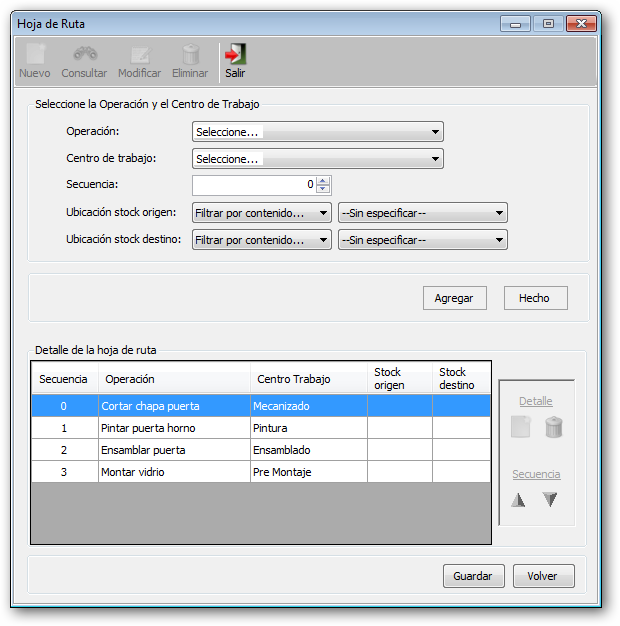 Hoja de Ruta
Nuevo Consultar Modificar Eliminar Salir
Seleccione la Operación y el Centro de Trabajo
Operación: Seleccione...
Centro de trabajo: Seleccione...
Secuencia: 0
Ubicación stock origen: Filtrar por contenido... --Sin especificar--
Ubicación stock destino: Filtrar por contenido... --Sin especificar--
Agregar Hecho
Detalle de la hoja de ruta
Secuencia Operación Centro Trabajo Stock origen Stock destino
0 Cortar chapa puerta Mecanizado
1 Pintar puerta horno Pintura
2 Ensamblar puerta Ensamblado
3 Montar vidrio Pre Montaje
Detalle
Secuencia
Guardar Volver